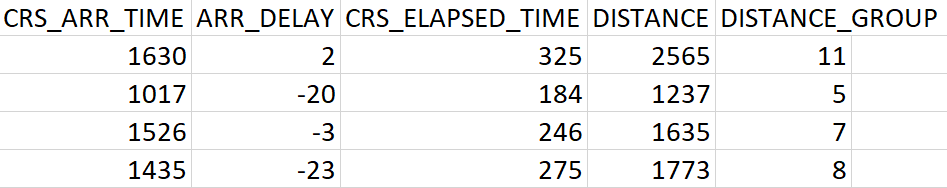 CRS_ARR_TIME ARR_DELAY CRS_ELAPSED_TIME DISTANCE DISTANCE_GROUP
1630 2 325 2565 11
1017 -20 184 1237 5
1526 -3 246 1635 7
1435 -23 275 1773 8